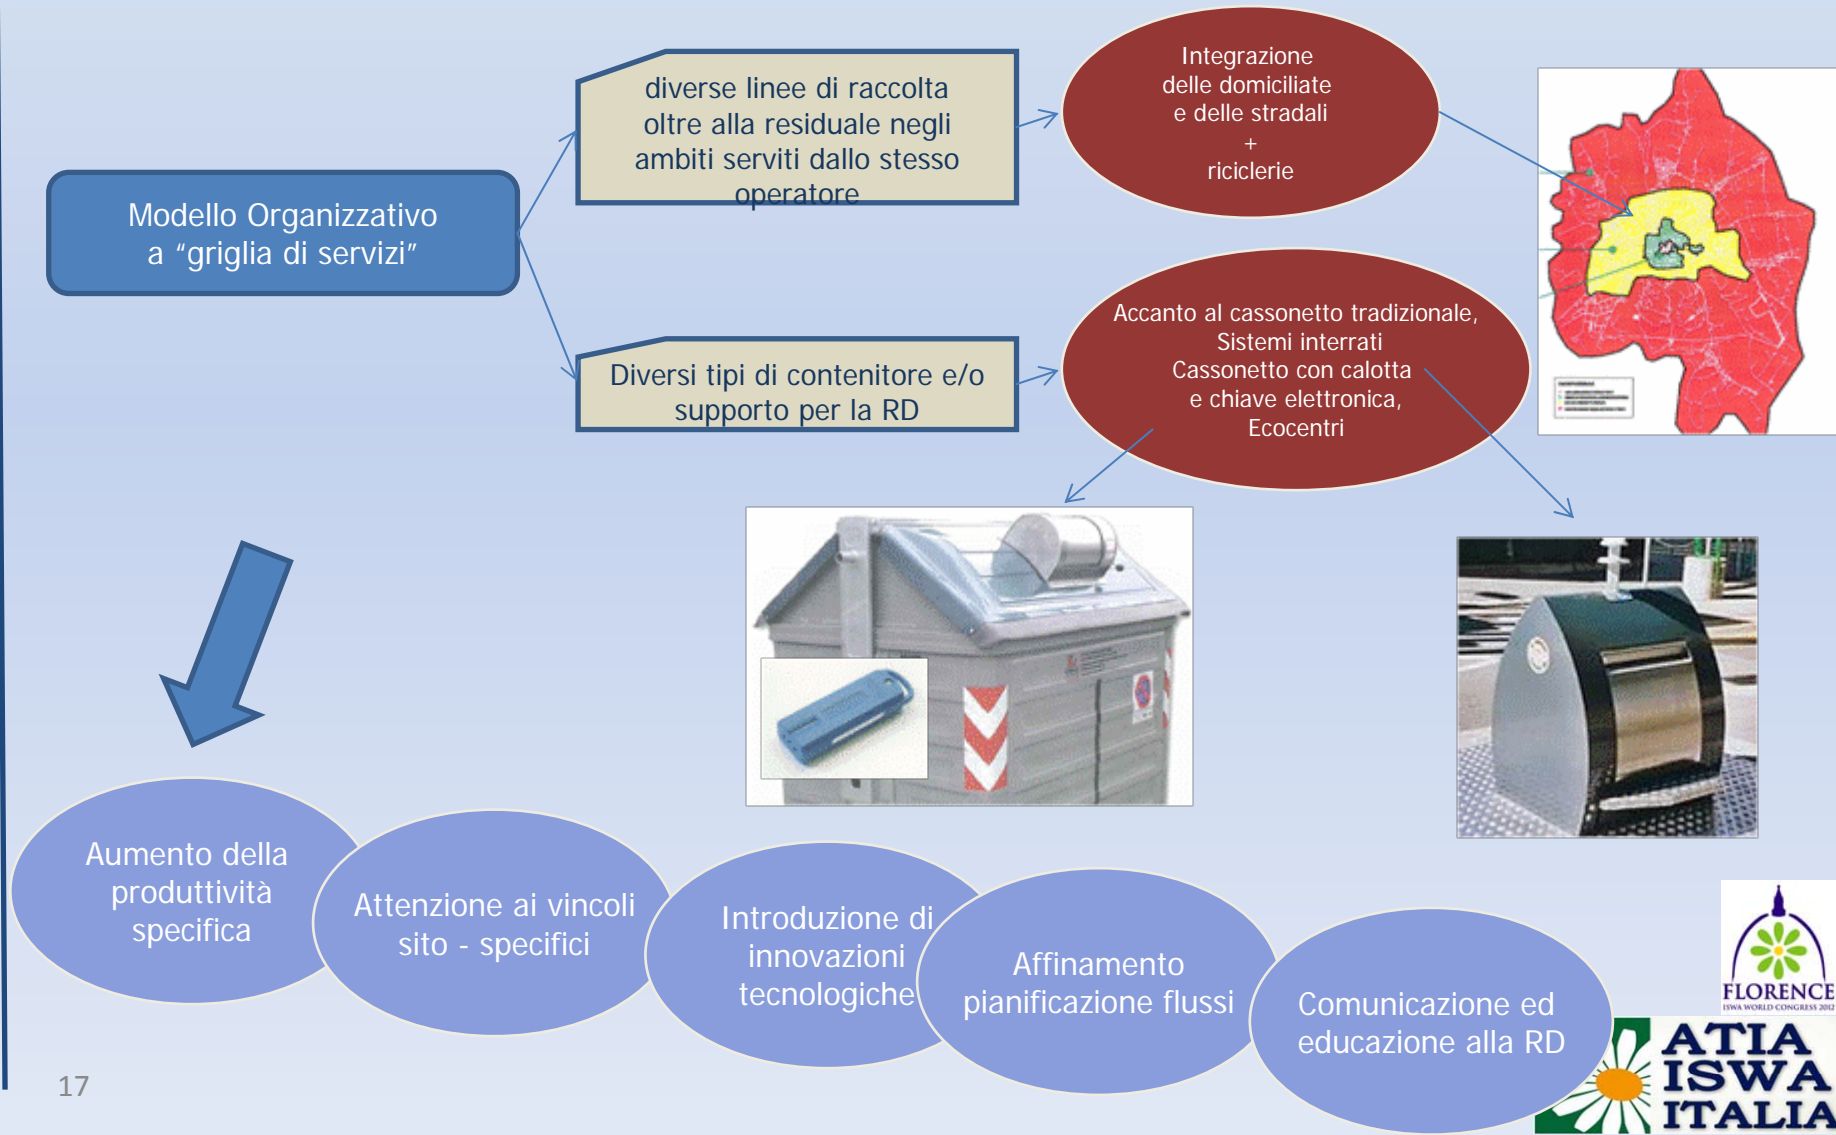 Modello Organizzativo
a “griglia di servizi”
diverse linee di raccolta
oltre alla residuale negli
ambiti serviti dallo stesso
operatore
Integrazione
delle domiciliate
e delle stradali
+
riciclerie
Diversi tipi di contenitore e/o
supporto per la RD
Accanto al cassonetto tradizionale,
Sistemi interrati
Cassonetto con calotta
e chiave elettronica,
Ecocentri
Aumento della
produttività
specifica
Attenzione ai vincoli
sito - specifici
Introduzione di
innovazioni
tecnologiche
Affinamento
pianificazione flussi
Comunicazione ed
educazione alla RD
FLORENCE
ISWA WORLD CONGRESS 2012
ATIA
ISWA
ITALIA
17